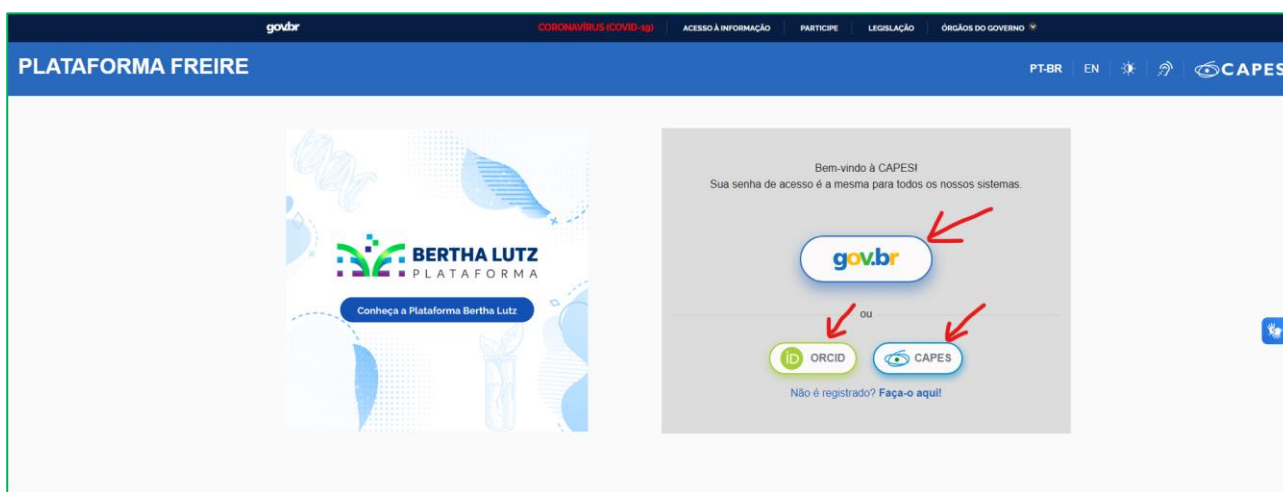 gov.br
CORONAVÍRUS (COVID-19)
ACESSO À INFORMAÇÃO
PARTICIPE
LEGISLAÇÃO
ÓRGÃOS DO GOVERNO
PLATAFORMA FREIRE
PT-BR
EN
CAPES
BERTHA LUTZ
PLATAFORMA
Conheça a Plataforma Bertha Lutz
Bem-vindo à CAPES!
Sua senha de acesso é a mesma para todos os nossos sistemas.
gov.br
ou
iD ORCID
CAPES
Não é registrado? Faça-o aqui!